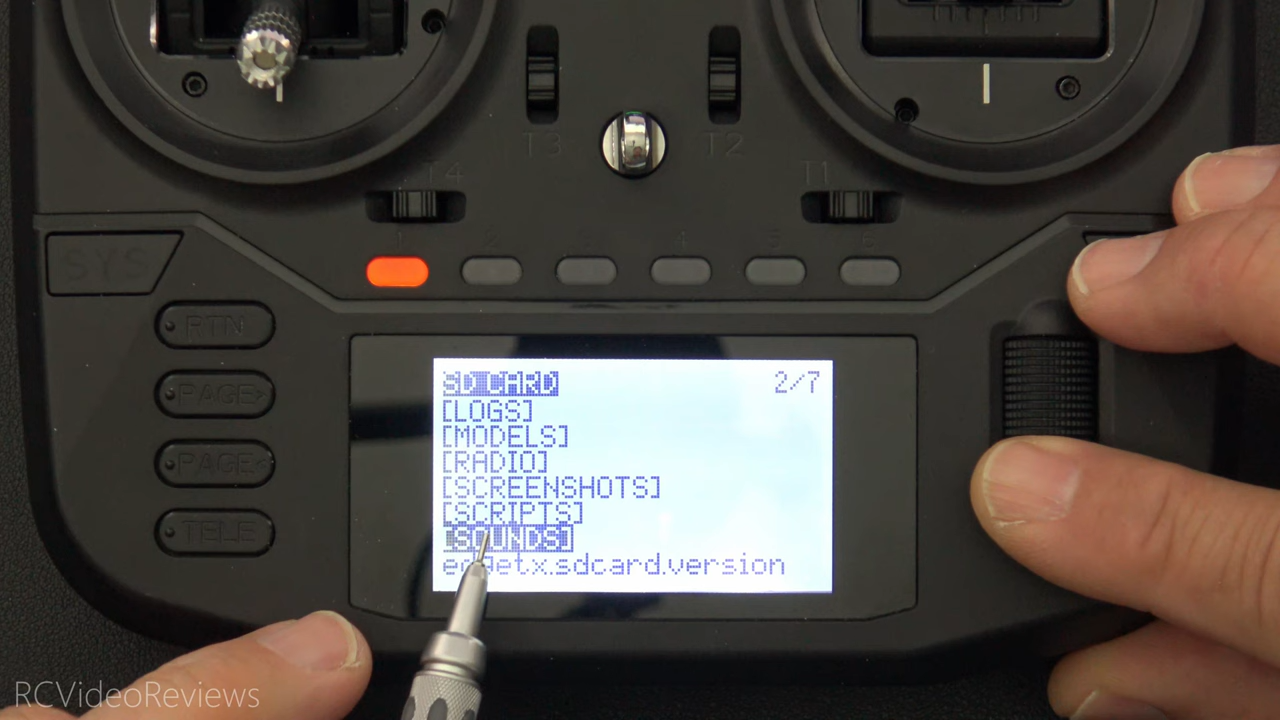 T3 T2
T4 T1
1 2 3 4 5 6
SYS
RTN
PAGE>
PAGE<
TELE
SD CARD 2/7
[LOGS]
[MODELS]
[RADIO]
[SCREENSHOTS]
[SCRIPTS]
[SOUNDS]
edgetx.sdcard.version
RCVideoReviews